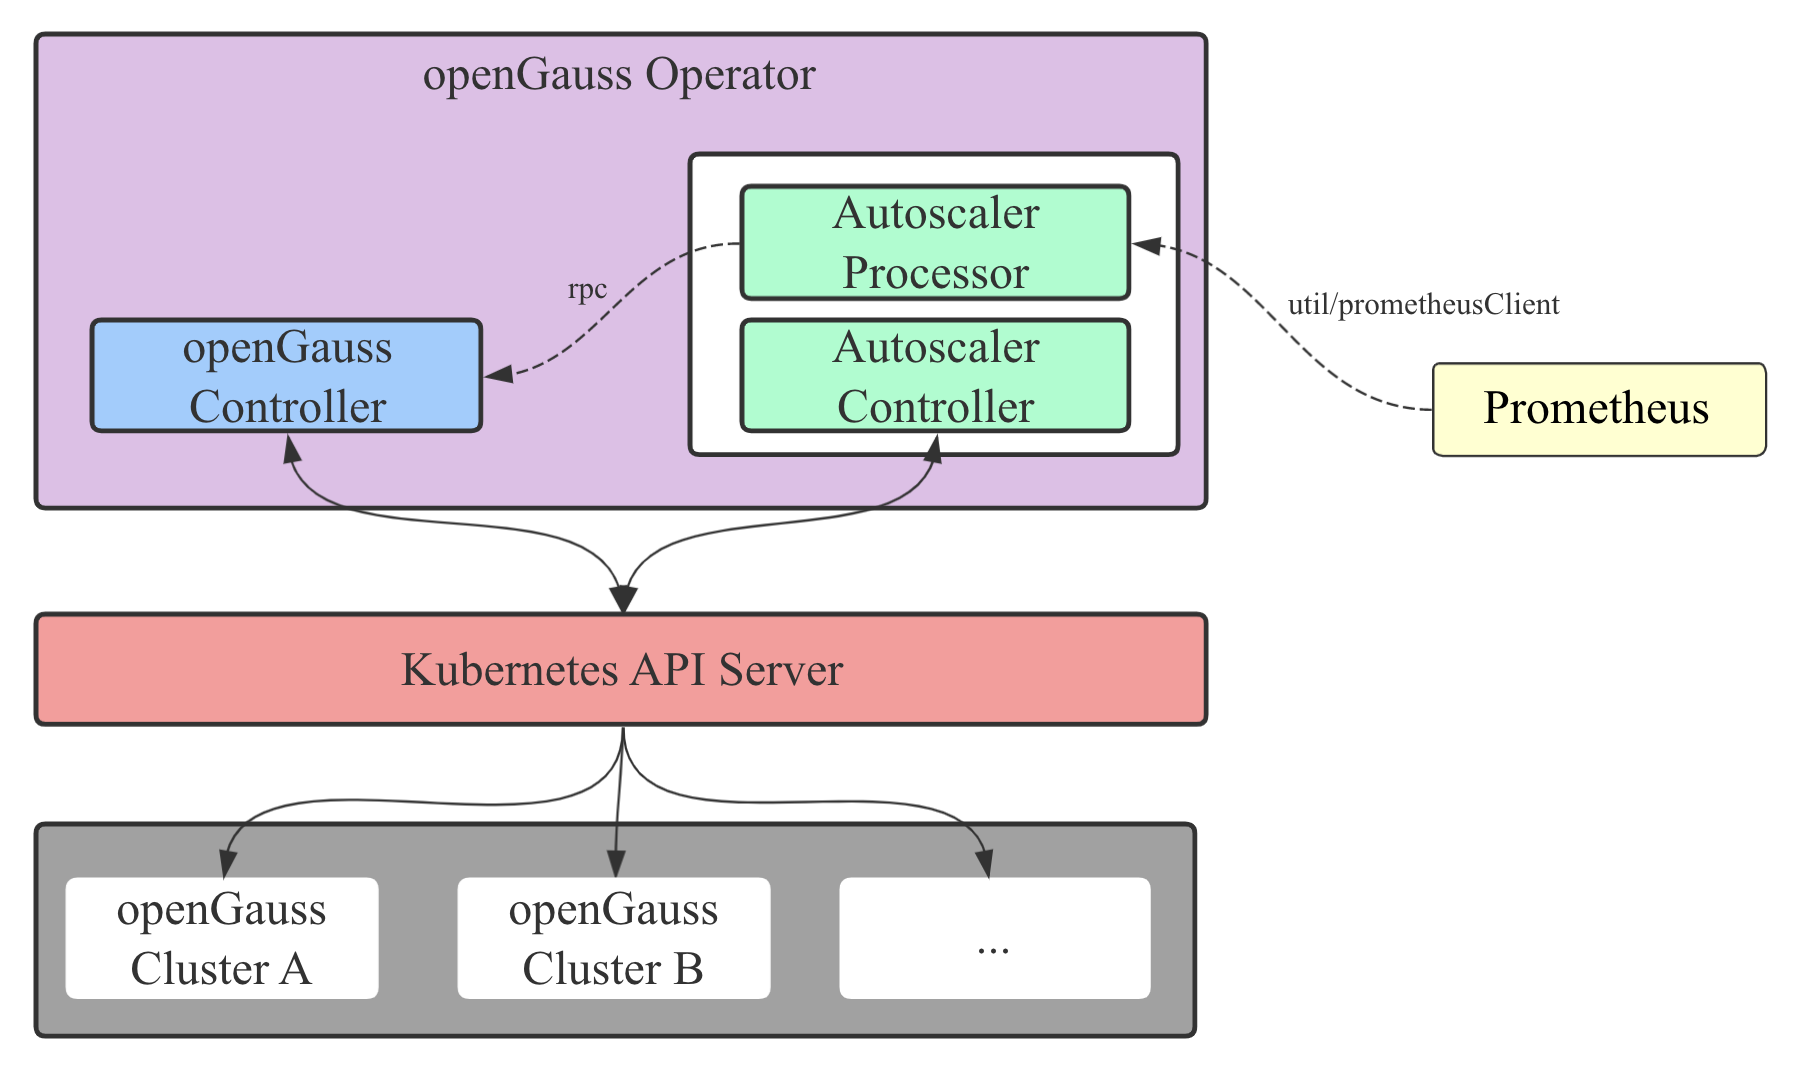 openGauss Operator
Autoscaler
Processor
rpc
util/prometheusClient
openGauss
Controller
Autoscaler
Controller
Prometheus
Kubernetes API Server
openGauss
Cluster A
openGauss
Cluster B
...